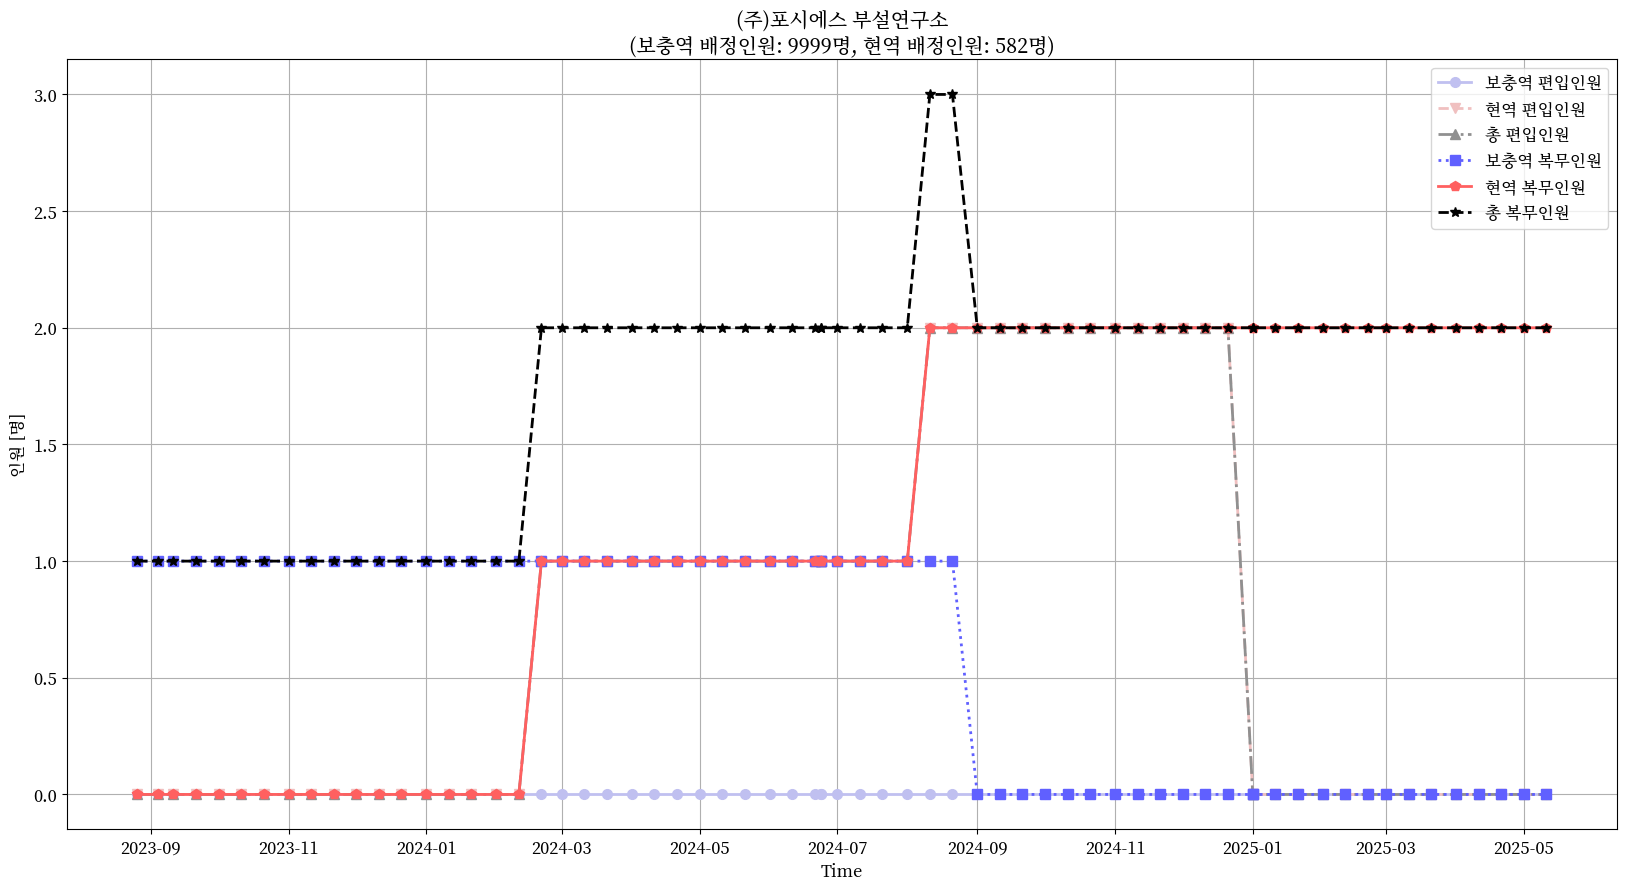 (주)포시에스 부설연구소
(보충역 배정인원: 9999명, 현역 배정인원: 582명)
보충역 편입인원
현역 편입인원
총 편입인원
보충역 복무인원
현역 복무인원
총 복무인원
인원 [명]
3.0
2.5
2.0
1.5
1.0
0.5
0.0
2023-09
2023-11
2024-01
2024-03
2024-05
2024-07
2024-09
2024-11
2025-01
2025-03
2025-05
Time